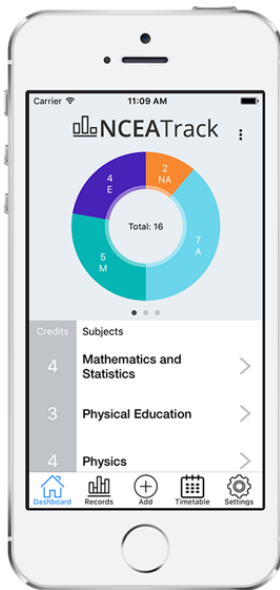 Carrier 11:09 AM
NCEATrack
4
E
2
NA
Total: 16
7
A
5
M
Credits Subjects
4 Mathematics and
Statistics
3 Physical Education
4 Physics
Dashboard Records Add Timetable Settings